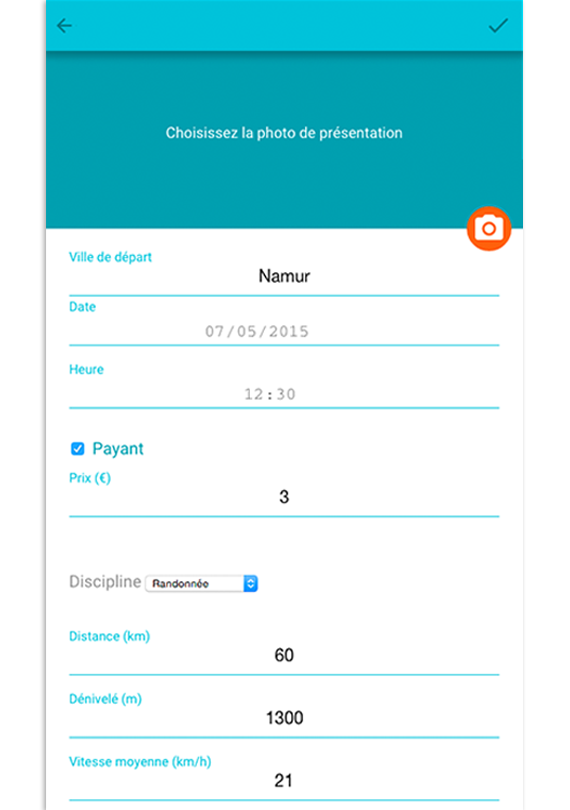 Choisissez la photo de présentation
Ville de départ
Namur
Date
07/05/2015
Heure
12:30
Payant
Prix (€)
3
Discipline Randonnée
Distance (km)
60
Dénivelé (m)
1300
Vitesse moyenne (km/h)
21